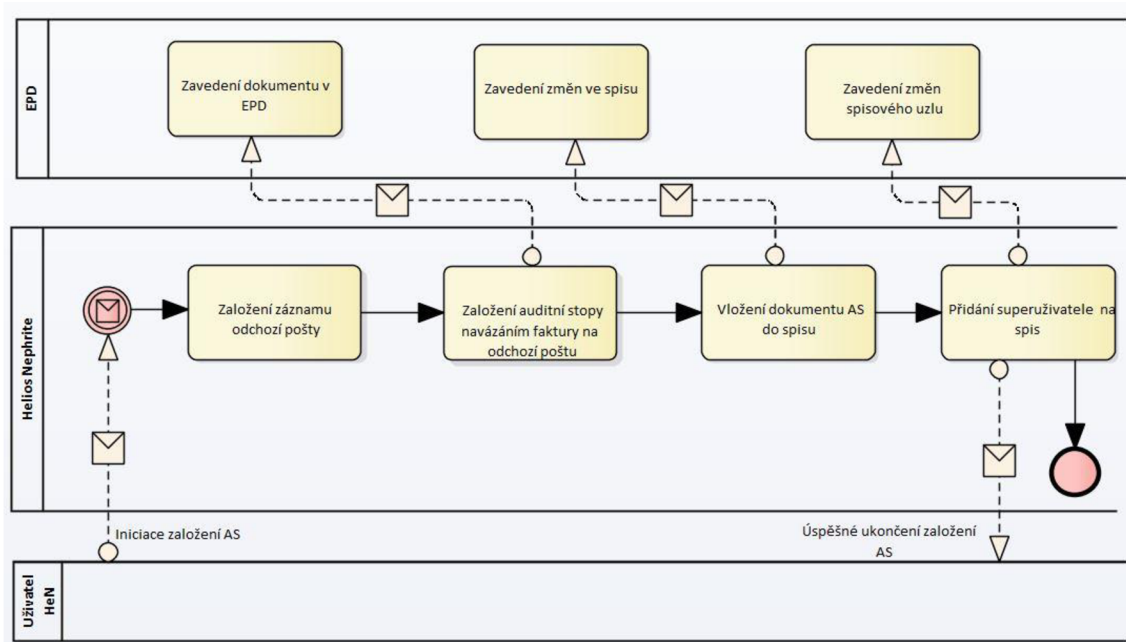 EPD
Zavedení dokumentu v
EPD
Zavedení změn ve spisu
Zavedení změn
spisového uzlu
Helios Nephrite
Založení záznamu
odchozí pošty
Založení auditní stopy
navázáním faktury na
odchozí poštu
Vložení dokumentu AS
do spisu
Přidání superuživatele na
spis
Iniciace založení AS
Úspěšné ukončení založení
AS
Uživatel
HeN